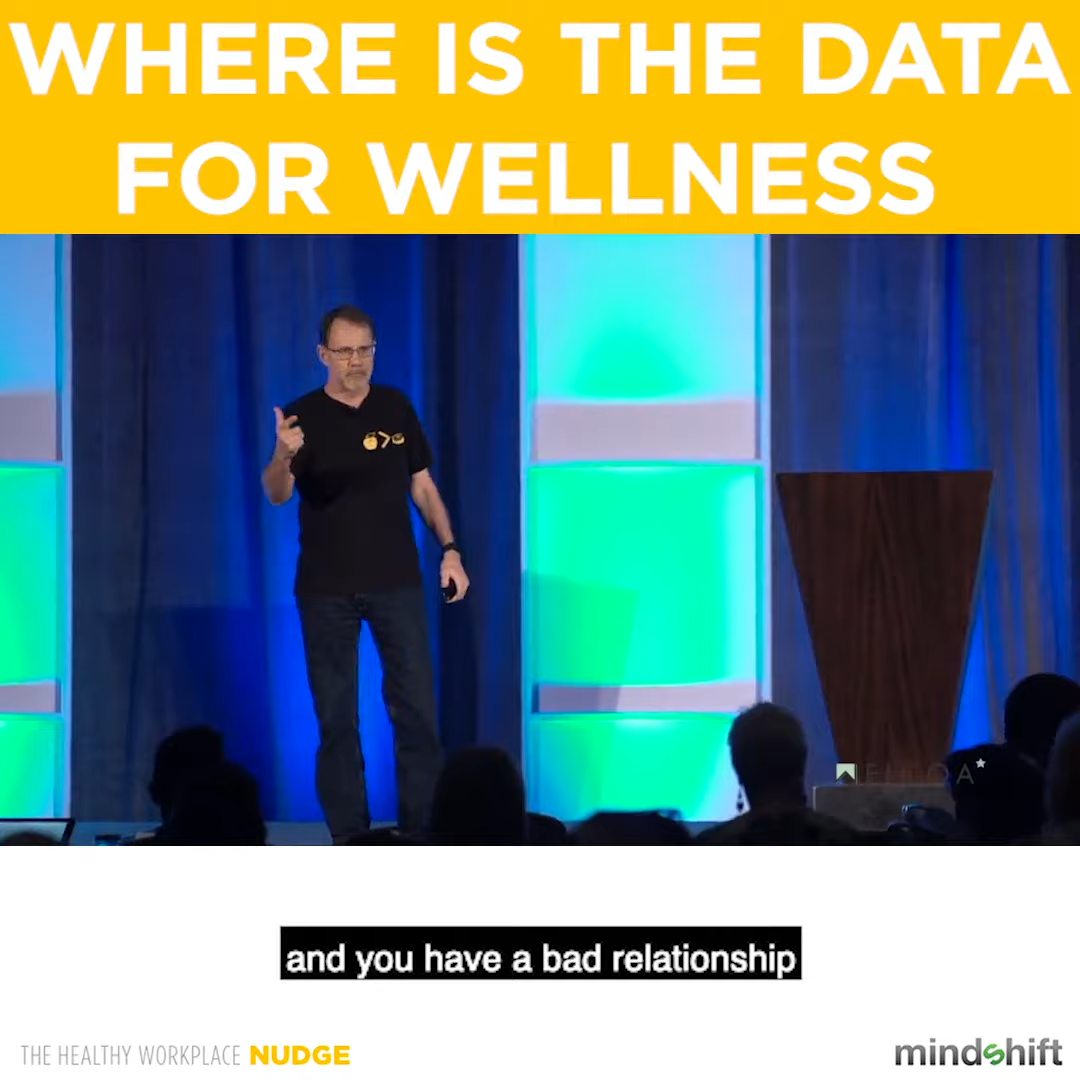 WHERE IS THE DATA
FOR WELLNESS
and you have a bad relationship
THE HEALTHY WORKPLACE NUDGE
mindshift